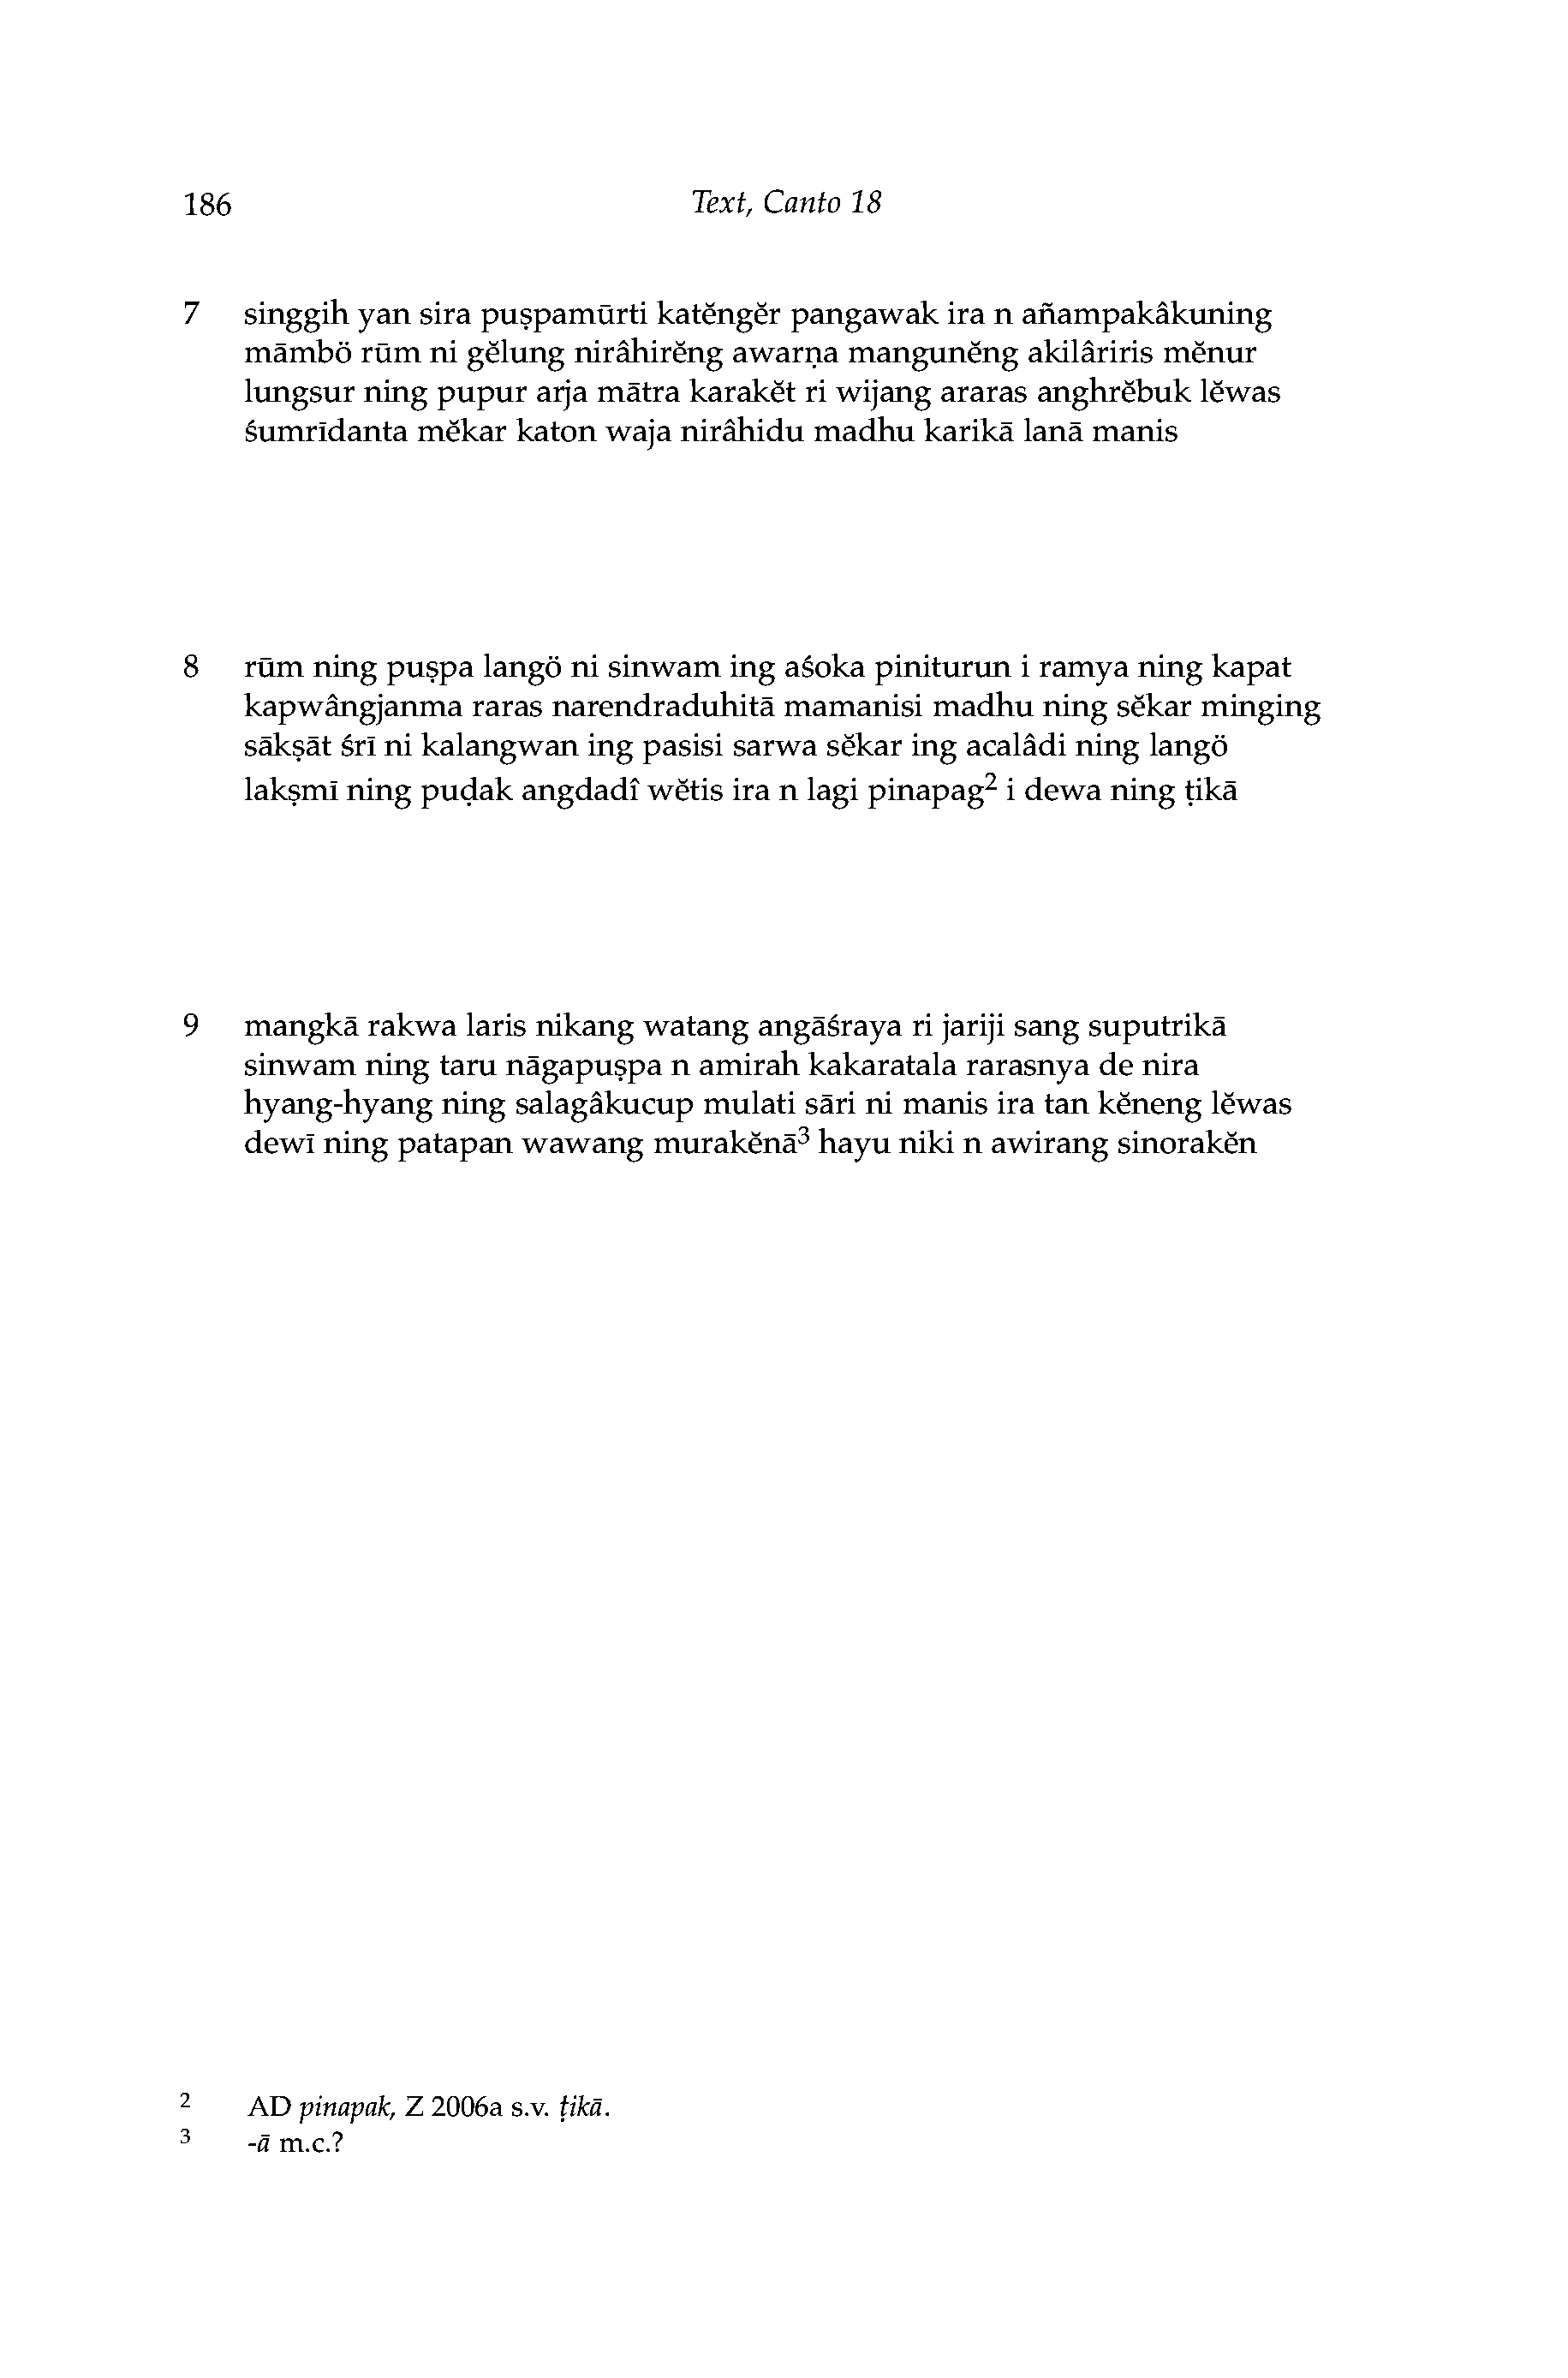 186 Text, Canto 18
7 singgih yan sira puṣpamūrti katĕngĕr pangawak ira n añampakâkuning
māmbö rūm ni gĕlung nirâhirĕng awarṇa mangunĕng akilâriris mĕnur
lungsur ning pupur arja mātra karakĕt ri wijang araras anghrĕbuk lĕwas
śumrīdanta mĕkar katon waja nirâhidu madhu karikā lanā manis
8 rūm ning puṣpa langö ni sinwam ing aśoka piniturun i ramya ning kapat
kapwângjanma raras narendraduhitā mamanisi madhu ning sĕkar minging
sākṣāt śrī ni kalangwan ing pasisi sarwa sĕkar ing acalâdi ning langö
lakṣmī ning puḍak angdadî wĕtis ira n lagi pinapag² i dewa ning ṭikā
9 mangkā rakwa laris nikang watang angāśraya ri jariji sang suputrikā
sinwam ning taru nāgapuṣpa n amirah kakaratala rarasnya de nira
hyang-hyang ning salagâkucup mulati sāri ni manis ira tan kĕneng lĕwas
dewī ning patapan wawang murakĕnā³ hayu niki n awirang sinorakĕn
² AD pinapak, Z 2006a s.v. ṭikā.
³ -ā m.c.?